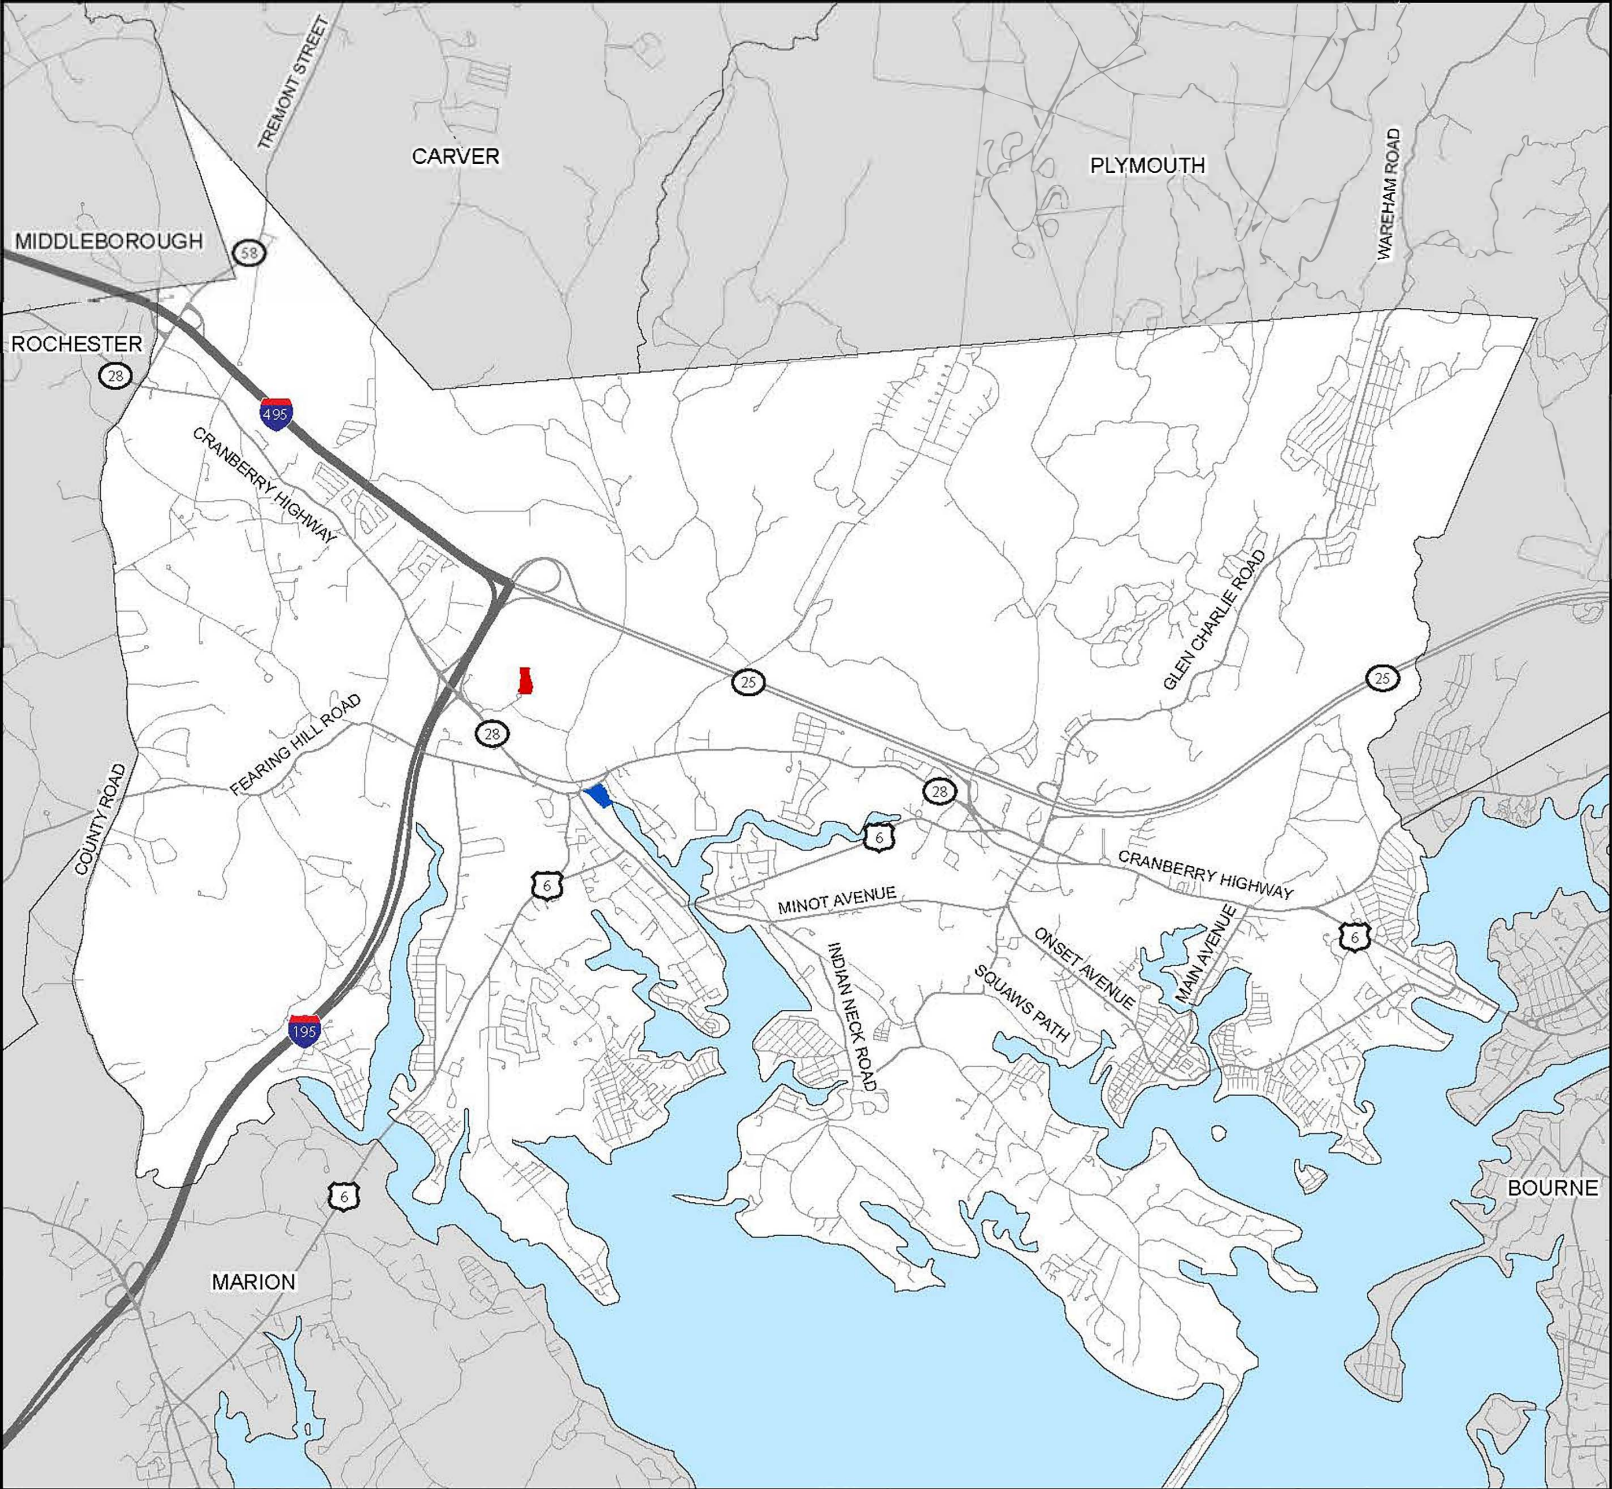 TREMONT STREET
CARVER
PLYMOUTH
WAREHAM ROAD
MIDDLEBOROUGH
58
ROCHESTER
28
495
CRANBERRY HIGHWAY
GLEN CHARLIE ROAD
25
25
FEARING HILL ROAD
28
COUNTY ROAD
28
6
CRANBERRY HIGHWAY
6
MINOT AVENUE
MAIN AVENUE
6
ONSET AVENUE
INDIAN NECK ROAD
SQUAWS PATH
195
6
BOURNE
MARION